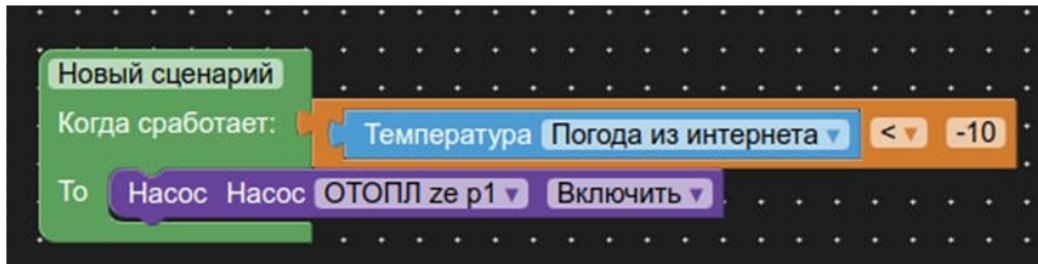 Новый сценарий
Когда сработает: Температура Погода из интернета < -10
То Насос Насос ОТОПЛ ze p1 Включить